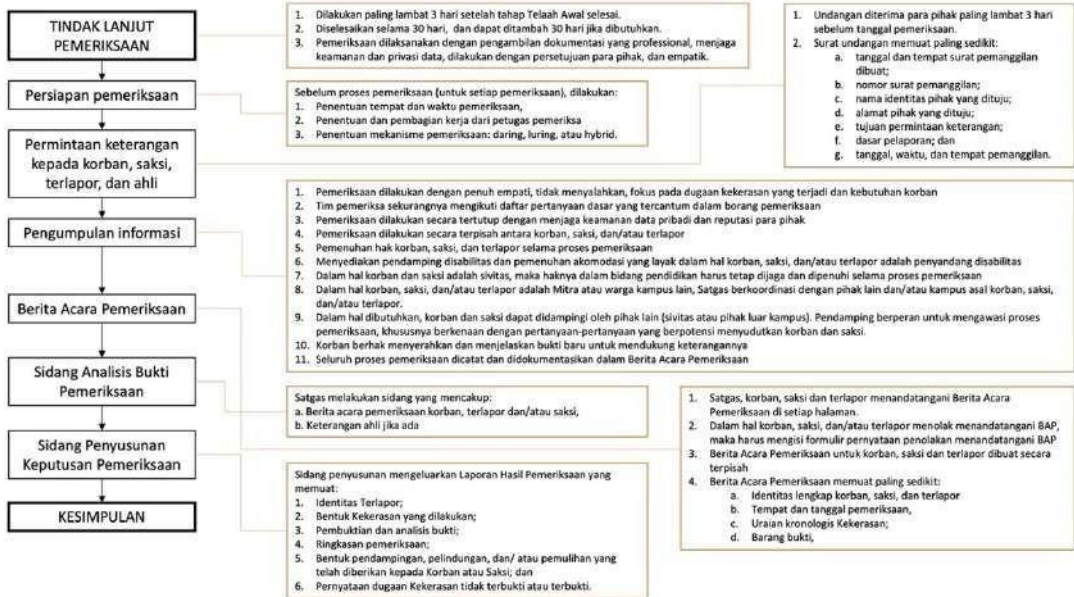 TINDAK LANJUT
PEMERIKSAAN
1. Dilakukan paling lambat 3 hari setelah tahap Telaah Awal selesai.
2. Diselesaikan selama 30 hari, dan dapat ditambah 30 hari jika dibutuhkan.
3. Pemeriksaan dilaksanakan dengan pengambilan dokumentasi yang professional, menjaga
keamanan dan privasi data, dilakukan dengan persetujuan para pihak, dan empatik.
Persiapan pemeriksaan
Sebelum proses pemeriksaan (untuk setiap pemeriksaan), dilakukan:
1. Penentuan tempat dan waktu pemeriksaan,
2. Penentuan dan pembagian kerja dari petugas pemeriksa
3. Penentuan mekanisme pemeriksaan: daring, luring, atau hybrid.
1. Undangan diterima para pihak paling lambat 3 hari
sebelum tanggal pemeriksaan.
2. Surat undangan memuat paling sedikit:
a. tanggal dan tempat surat pemanggilan
dibuat;
b. nomor surat pemanggilan;
c. nama identitas pihak yang dituju;
d. alamat pihak yang dituju;
e. tujuan permintaan keterangan;
f. dasar pelaporan; dan
g. tanggal, waktu, dan tempat pemanggilan.
Permintaan keterangan
kepada korban, saksi,
terlapor, dan ahli
Pengumpulan informasi
1. Pemeriksaan dilakukan dengan penuh empati, tidak menyalahkan, fokus pada dugaan kekerasan yang terjadi dan kebutuhan korban
2. Tim pemeriksa sekurangnya mengikuti daftar pertanyaan dasar yang tercantum dalam borang pemeriksaan
3. Pemeriksaan dilakukan secara tertutup dengan menjaga keamanan data pribadi dan reputasi para pihak
4. Pemeriksaan dilakukan secara terpisah antara korban, saksi, dan/atau terlapor
5. Pemenuhan hak korban, saksi, dan terlapor selama proses pemeriksaan
6. Menyediakan pendamping disabilitas dan pemenuhan akomodasi yang layak dalam hal korban, saksi, dan/atau terlapor adalah penyandang disabilitas
7. Dalam hal korban dan saksi adalah sivitas, maka haknya dalam bidang pendidikan harus tetap dijaga dan dipenuhi selama proses pemeriksaan
8. Dalam hal korban, saksi, dan/atau terlapor adalah Mitra atau warga kampus lain, Satgas berkoordinasi dengan pihak lain dan/atau kampus asal korban, saksi,
dan/atau terlapor.
9. Dalam hal dibutuhkan, korban dan saksi dapat didampingi oleh pihak lain (sivitas atau pihak luar kampus). Pendamping berperan untuk mengawasi proses
pemeriksaan, khususnya berkenaan dengan pertanyaan-pertanyaan yang berpotensi menyudutkan korban dan saksi.
10. Korban berhak menyerahkan dan menjelaskan bukti baru untuk mendukung keterangannya
11. Seluruh proses pemeriksaan dicatat dan didokumentasikan dalam Berita Acara Pemeriksaan
Berita Acara Pemeriksaan
Sidang Analisis Bukti
Pemeriksaan
Satgas melakukan sidang yang mencakup:
a. Berita acara pemeriksaan korban, terlapor dan/atau saksi,
b. Keterangan ahli jika ada
1. Satgas, korban, saksi dan terlapor menandatangani Berita Acara
Pemeriksaan di setiap halaman.
2. Dalam hal korban, saksi, dan/atau terlapor menolak menandatangani BAP,
maka harus mengisi formulir pernyataan penolakan menandatangani BAP
3. Berita Acara Pemeriksaan untuk korban, saksi dan terlapor dibuat secara
terpisah
4. Berita Acara Pemeriksaan memuat paling sedikit:
a. Identitas lengkap korban, saksi, dan terlapor
b. Tempat dan tanggal pemeriksaan,
c. Uraian kronologis Kekerasan;
d. Barang bukti,
Sidang Penyusunan
Keputusan Pemeriksaan
Sidang penyusunan mengeluarkan Laporan Hasil Pemeriksaan yang
memuat:
1. Identitas Terlapor;
2. Bentuk Kekerasan yang dilakukan;
3. Pembuktian dan analisis bukti;
4. Ringkasan pemeriksaan;
5. Bentuk pendampingan, pelindungan, dan/ atau pemulihan yang
telah diberikan kepada Korban atau Saksi; dan
6. Pernyataan dugaan Kekerasan tidak terbukti atau terbukti.
KESIMPULAN